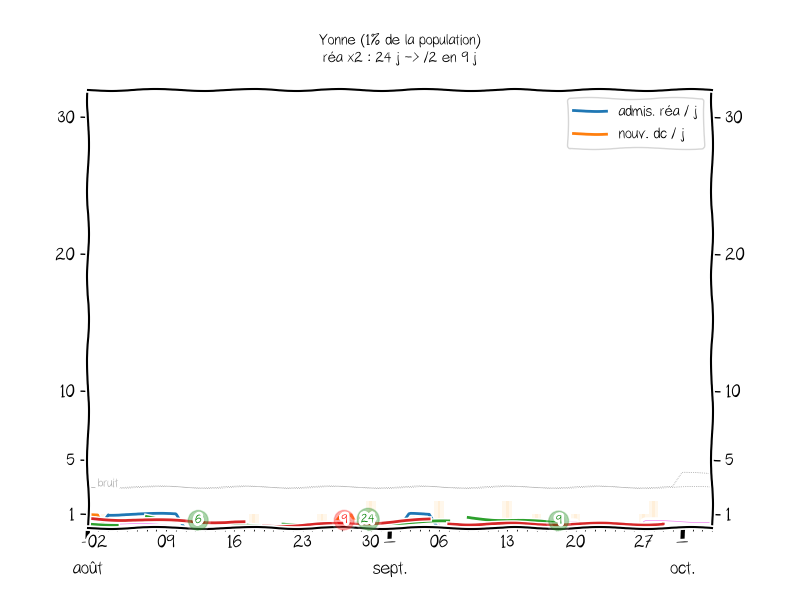 Yonne (1% de la population)
réa x2 : 24 j -> /2 en 9 j
admis. réa / j
nouv. dc / j
30
30
20
20
10
10
5
5
bruit
1
1
6
9
24
9
02
09
16
23
30
06
13
20
27
août
sept.
oct.